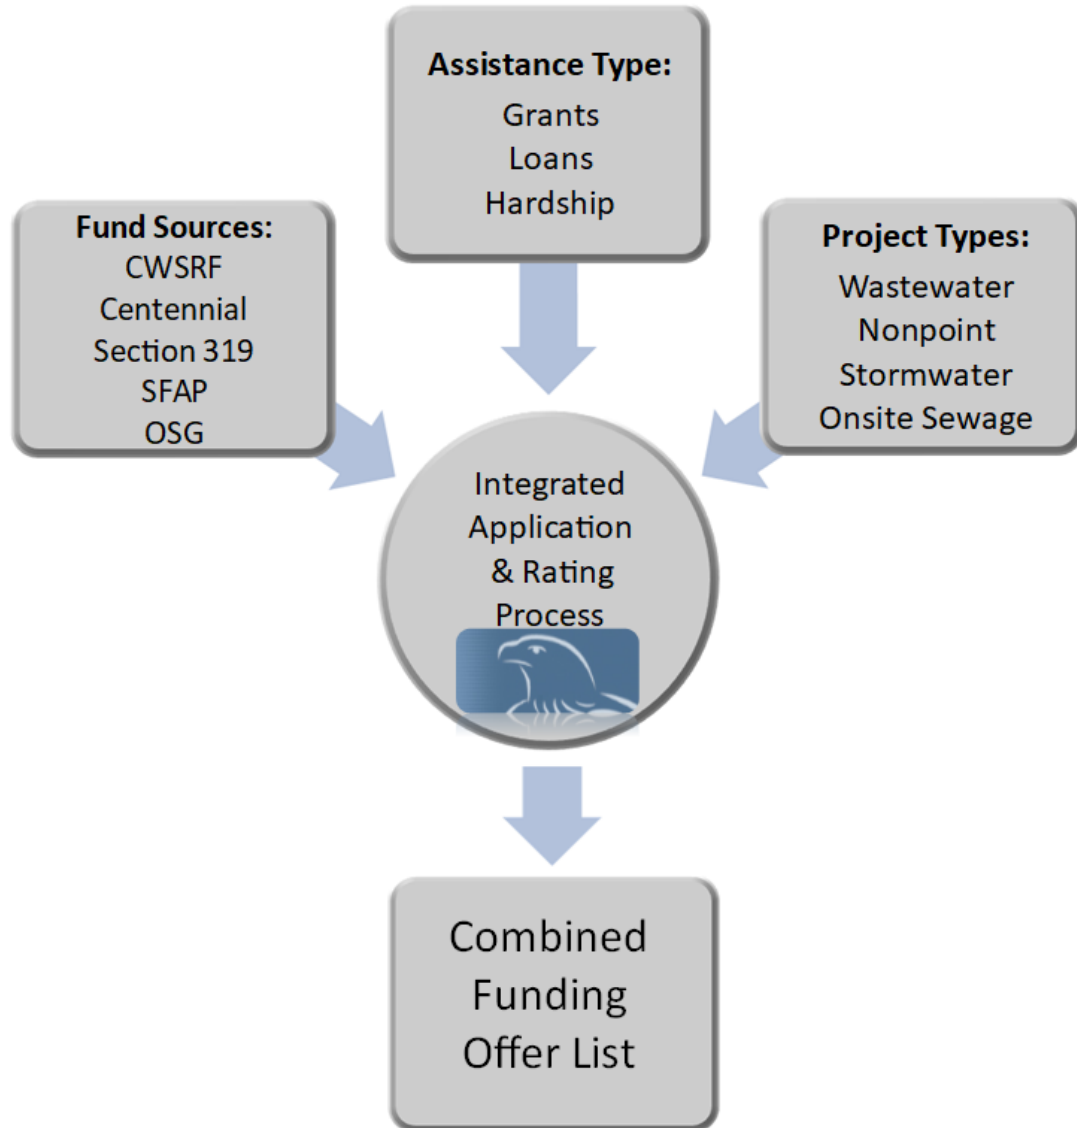 Assistance Type:
Grants
Loans
Hardship
Fund Sources:
CWSRF
Centennial
Section 319
SFAP
OSG
Project Types:
Wastewater
Nonpoint
Stormwater
Onsite Sewage
Integrated
Application
& Rating
Process
Combined
Funding
Offer List